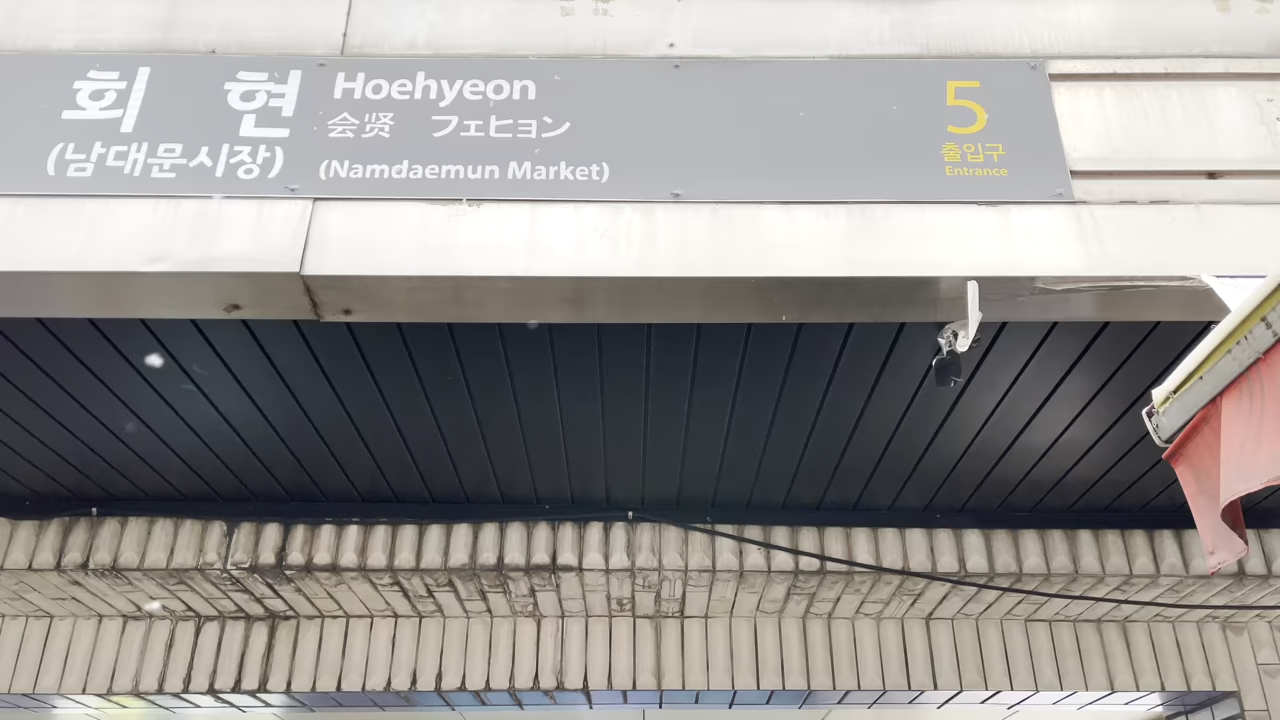 회 현
Hoehyeon
会贤 フェヒョン
(남대문시장)
(Namdaemun Market)
5
출입구
Entrance